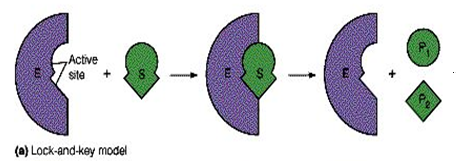 E
Active
site
+
S
E
S
E
+
P1
P2
(a) Lock-and-key model